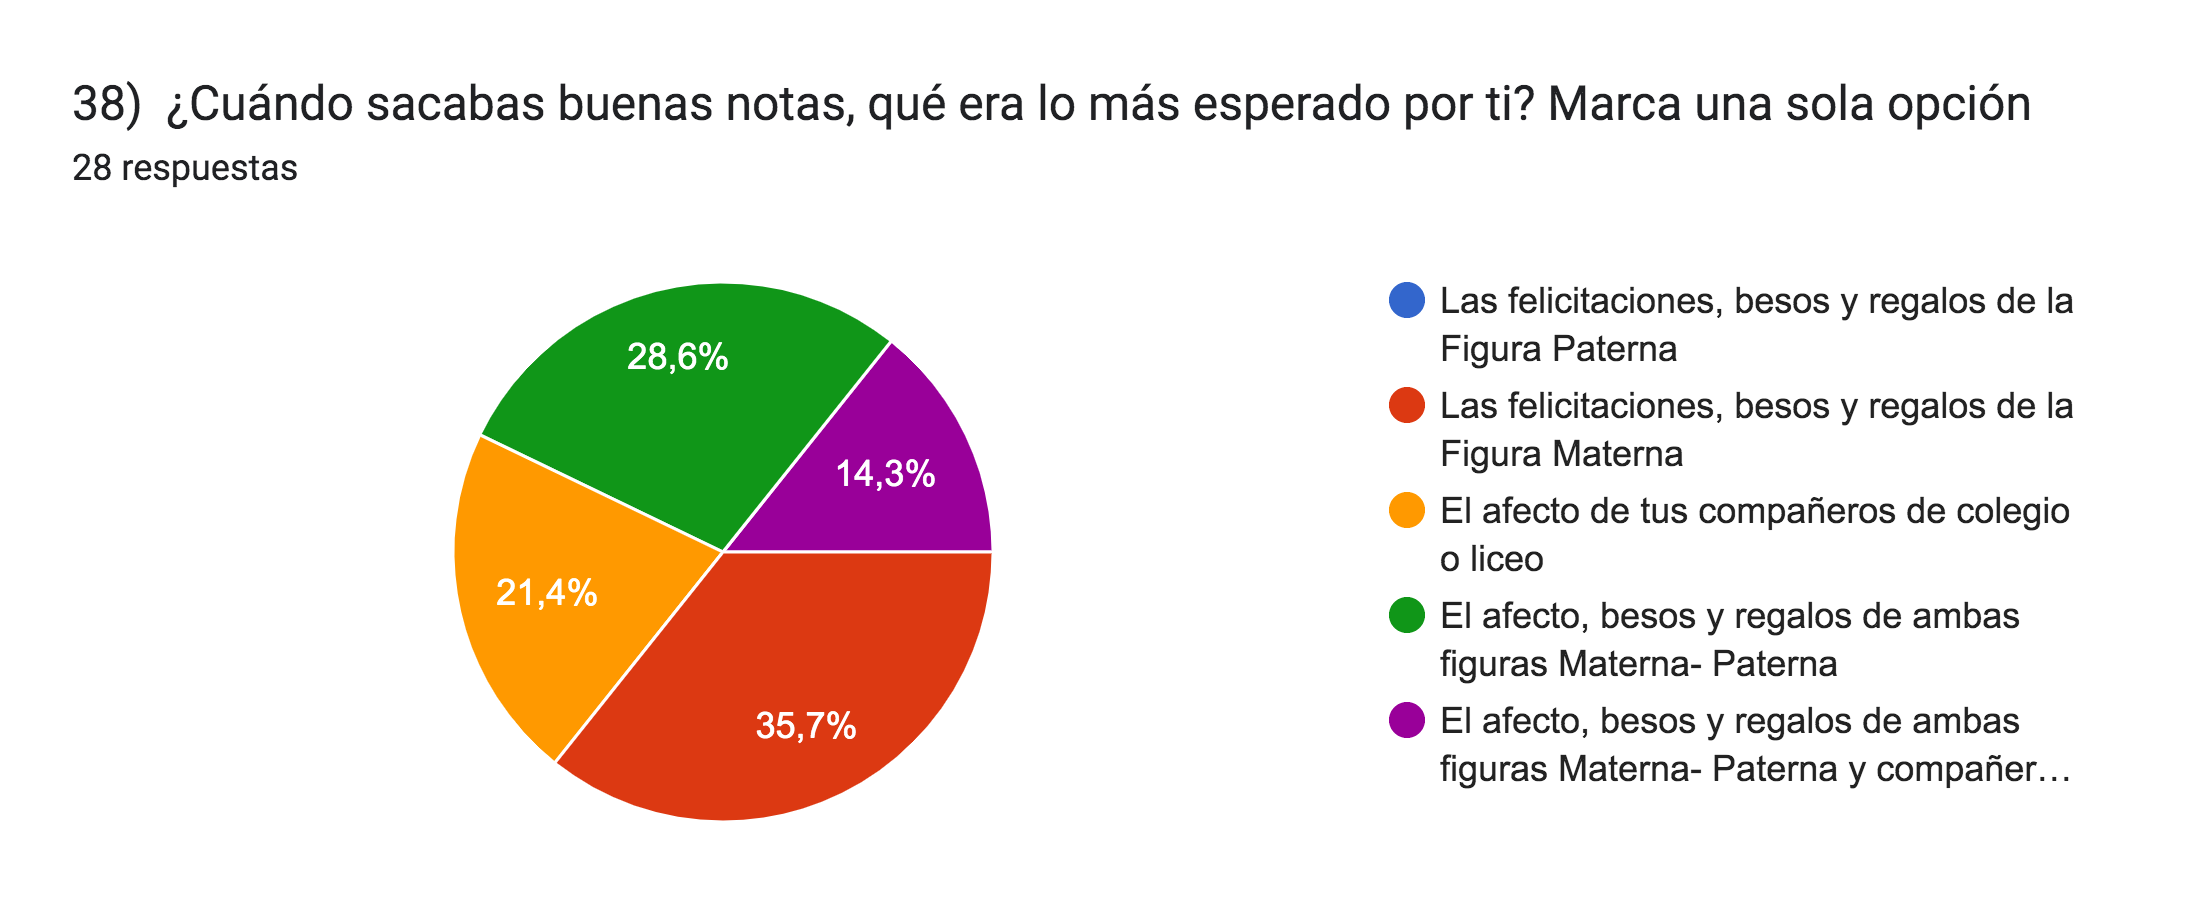 38)  ¿Cuándo sacabas buenas notas, qué era lo más esperado por ti? Marca una sola opción
28 respuestas
28,6%
14,3%
21,4%
35,7%
Las felicitaciones, besos y regalos de la
Figura Paterna
Las felicitaciones, besos y regalos de la
Figura Materna
El afecto de tus compañeros de colegio
o liceo
El afecto, besos y regalos de ambas
figuras Materna- Paterna
El afecto, besos y regalos de ambas
figuras Materna- Paterna y compañer…